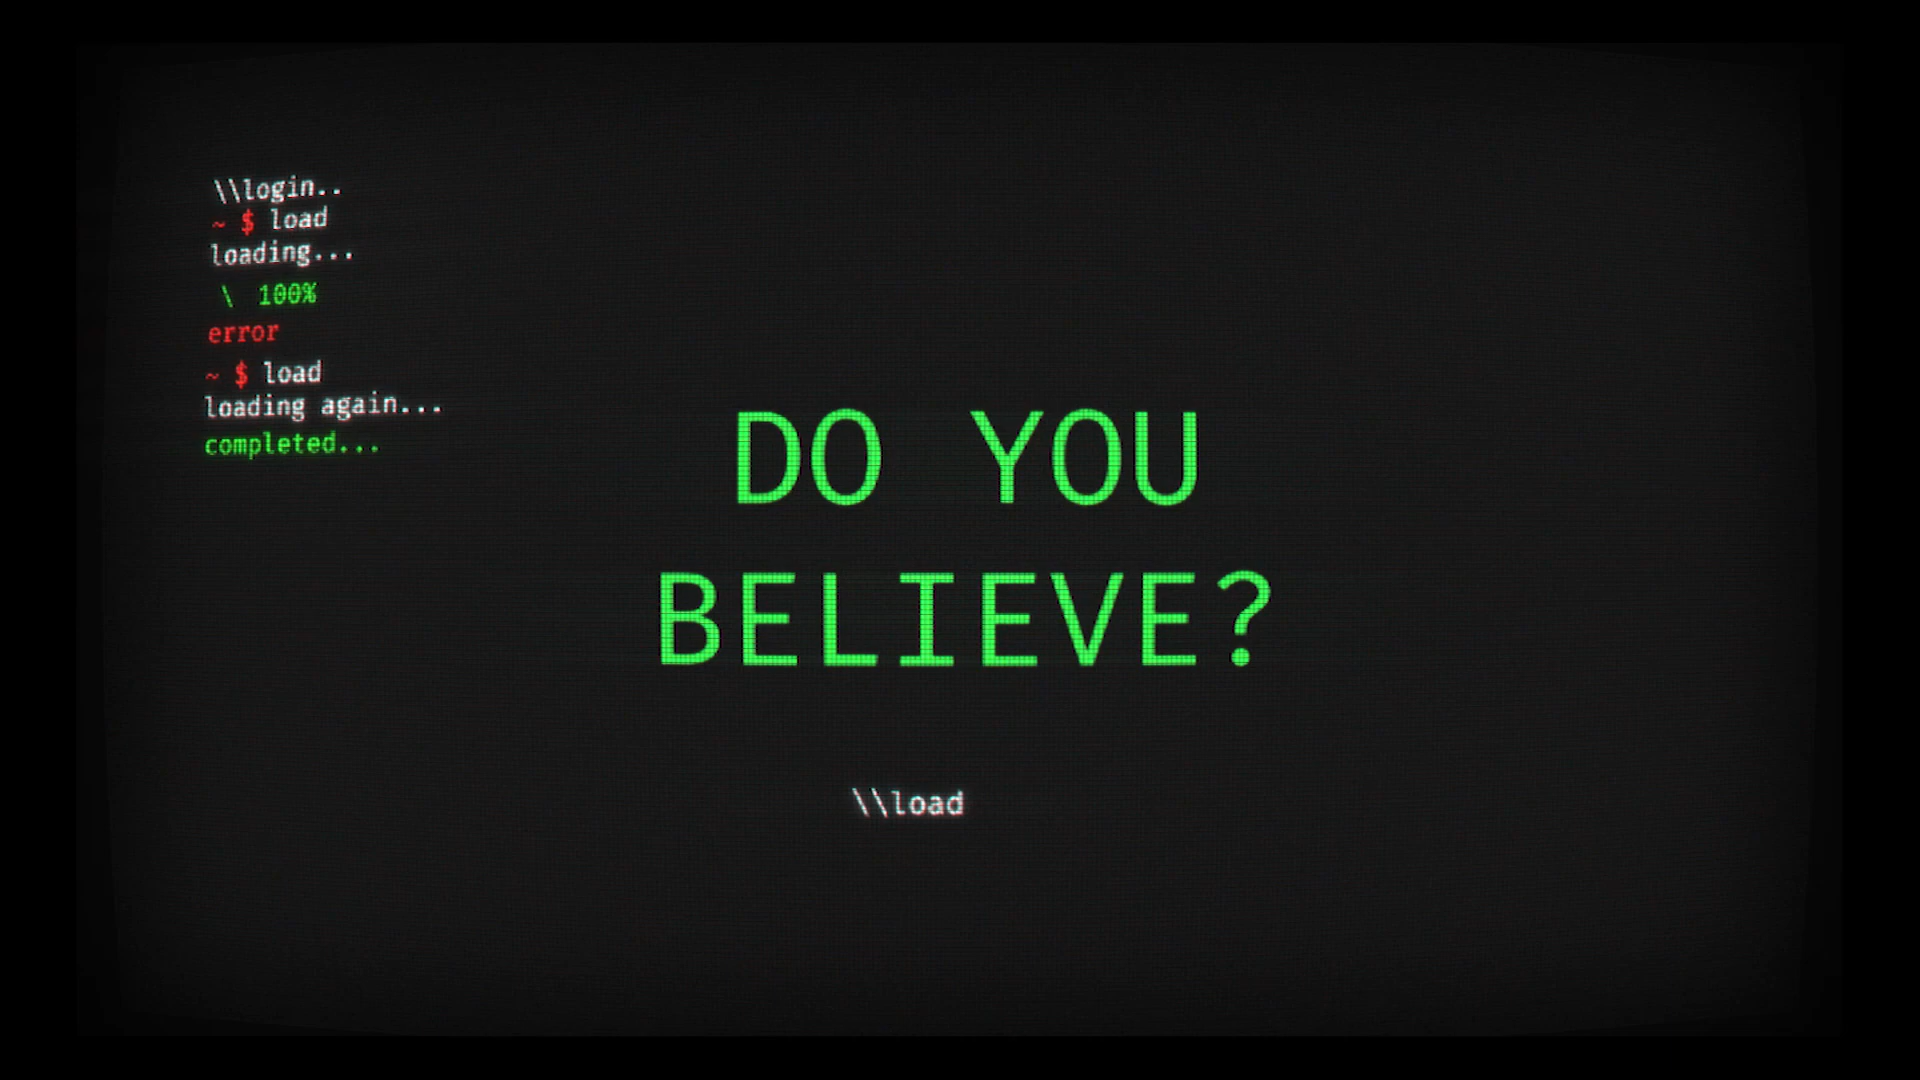 \\login..
~ $ load
loading...
\ 100%
error
~ $ load
loading again...
completed...
DO YOU
BELIEVE?
\\load